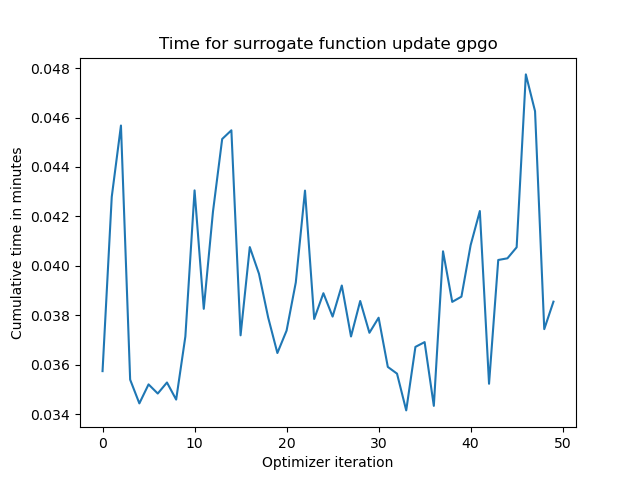 Time for surrogate function update gpgo
Cumulative time in minutes
0.048
0.046
0.044
0.042
0.040
0.038
0.036
0.034
0 10 20 30 40 50
Optimizer iteration